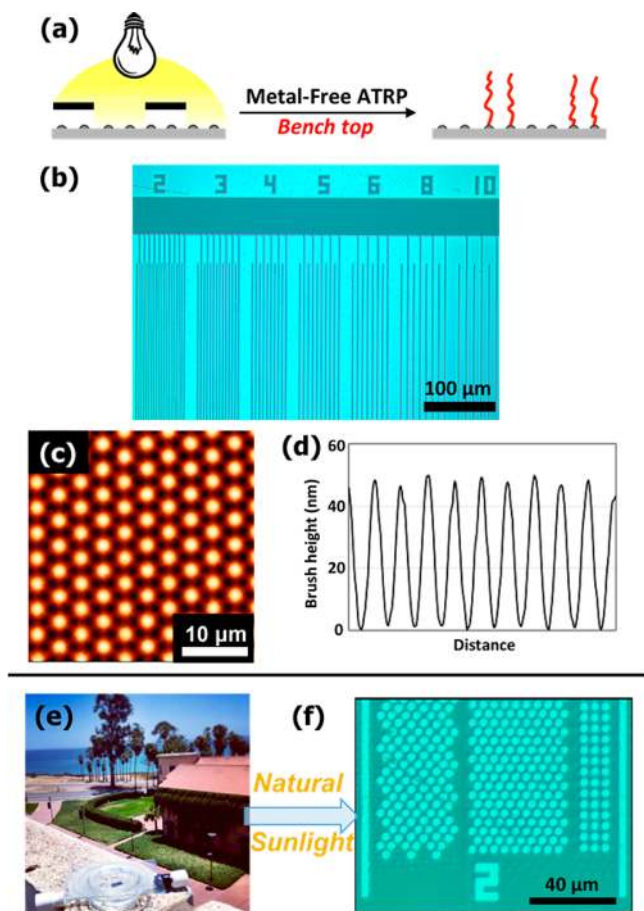 (a)
Metal-Free ATRP
Bench top
(b)
2 3 4 5 6 8 10
100 µm
(c)
10 µm
(d)
60
40
20
0
Brush height (nm)
Distance
(e)
Natural
Sunlight
(f)
2
40 µm